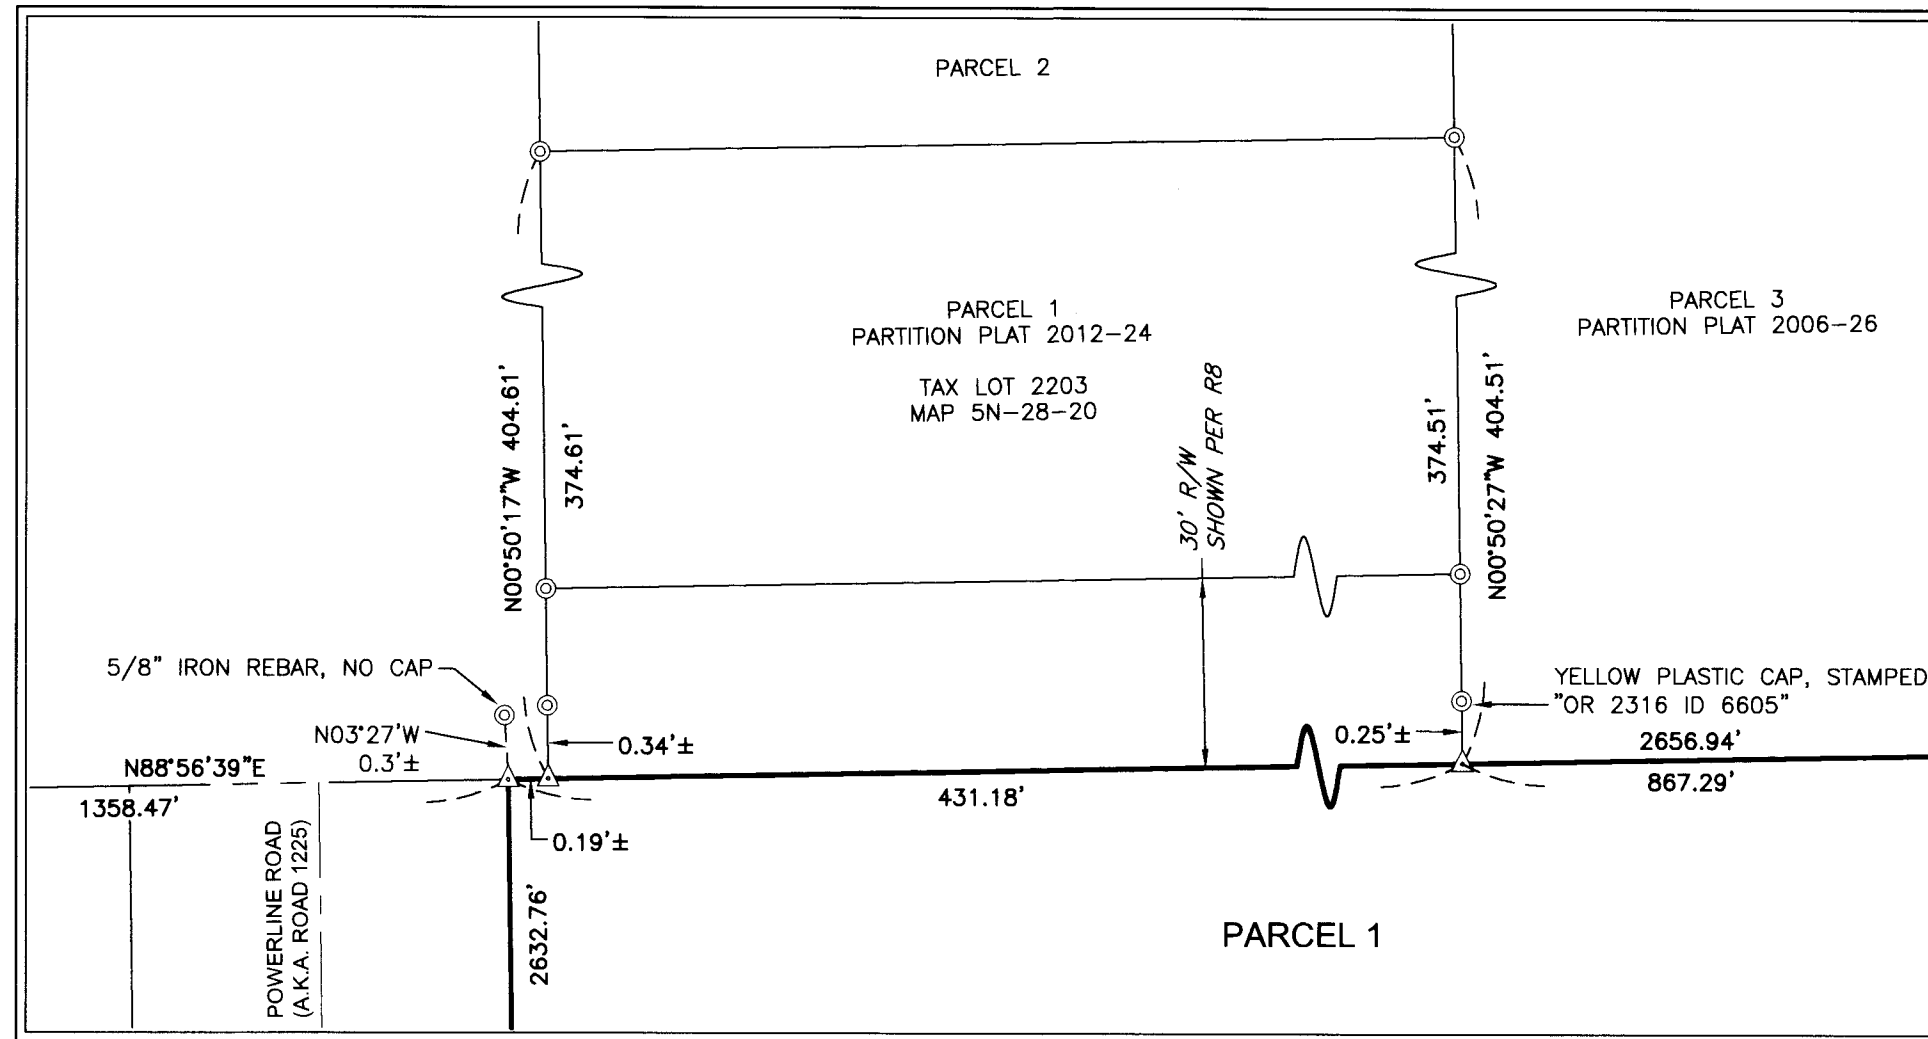 PARCEL 2
PARCEL 1
PARTITION PLAT 2012-24
TAX LOT 2203
MAP 5N-28-20
PARCEL 3
PARTITION PLAT 2006-26
N00°50'17"W 404.61'
374.61'
30' R/W
SHOWN PER R8
374.51'
N00°50'27"W 404.51'
5/8" IRON REBAR, NO CAP
YELLOW PLASTIC CAP, STAMPED
"OR 2316 ID 6605"
N03°27'W
0.3'±
0.34'±
0.25'±
2656.94'
N88°56'39"E
1358.47'
431.18'
867.29'
0.19'±
POWERLINE ROAD
(A.K.A. ROAD 1225)
2632.76'
PARCEL 1